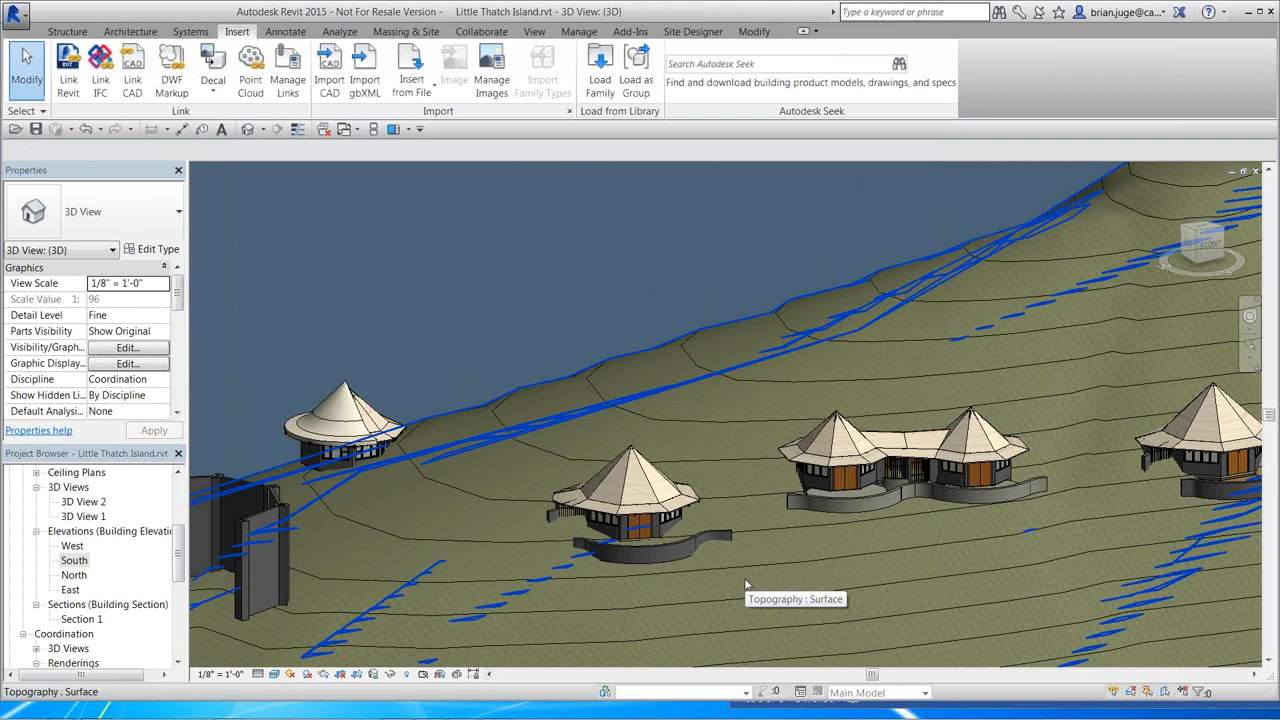 Autodesk Revit 2015 - Not For Resale Version - Little Thatch Island.rvt - 3D View: {3D}
Type a keyword or phrase
brian.juge@ca...
Structure Architecture Systems Insert Annotate Analyze Massing & Site Collaborate View Manage Add-Ins Site Designer Modify
Modify
Link Revit
Link IFC
Link CAD
DWF Markup
Decal
Point Cloud
Manage Links
Import CAD
Import gbXML
Insert from File
Image
Manage Images
Import Family Types
Load Family
Load as Group
Search Autodesk Seek
Find and download building product models, drawings, and specs
Select
Link
Import
Load from Library
Autodesk Seek
Properties
3D View
3D View: {3D}
Edit Type
Graphics
View Scale 1/8" = 1'-0"
Scale Value 1: 96
Detail Level Fine
Parts Visibility Show Original
Visibility/Graph... Edit...
Graphic Display... Edit...
Discipline Coordination
Show Hidden Li... By Discipline
Default Analysi... None
Properties help
Apply
Project Browser - Little Thatch Island.rvt
Ceiling Plans
3D Views
3D View 2
3D View 1
Elevations (Building Elevatio
West
South
North
East
Sections (Building Section)
Section 1
Coordination
3D Views
Renderings
FRONT
Topography : Surface
1/8" = 1'-0"
Topography : Surface
:0
Main Model
:0